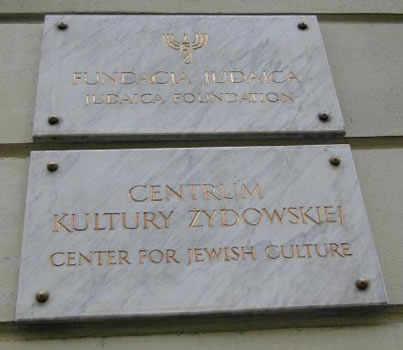 FUNDACJA JUDAICA
JUDAICA FOUNDATION
CENTRUM
KULTURY ŻYDOWSKIEJ
CENTER FOR JEWISH CULTURE